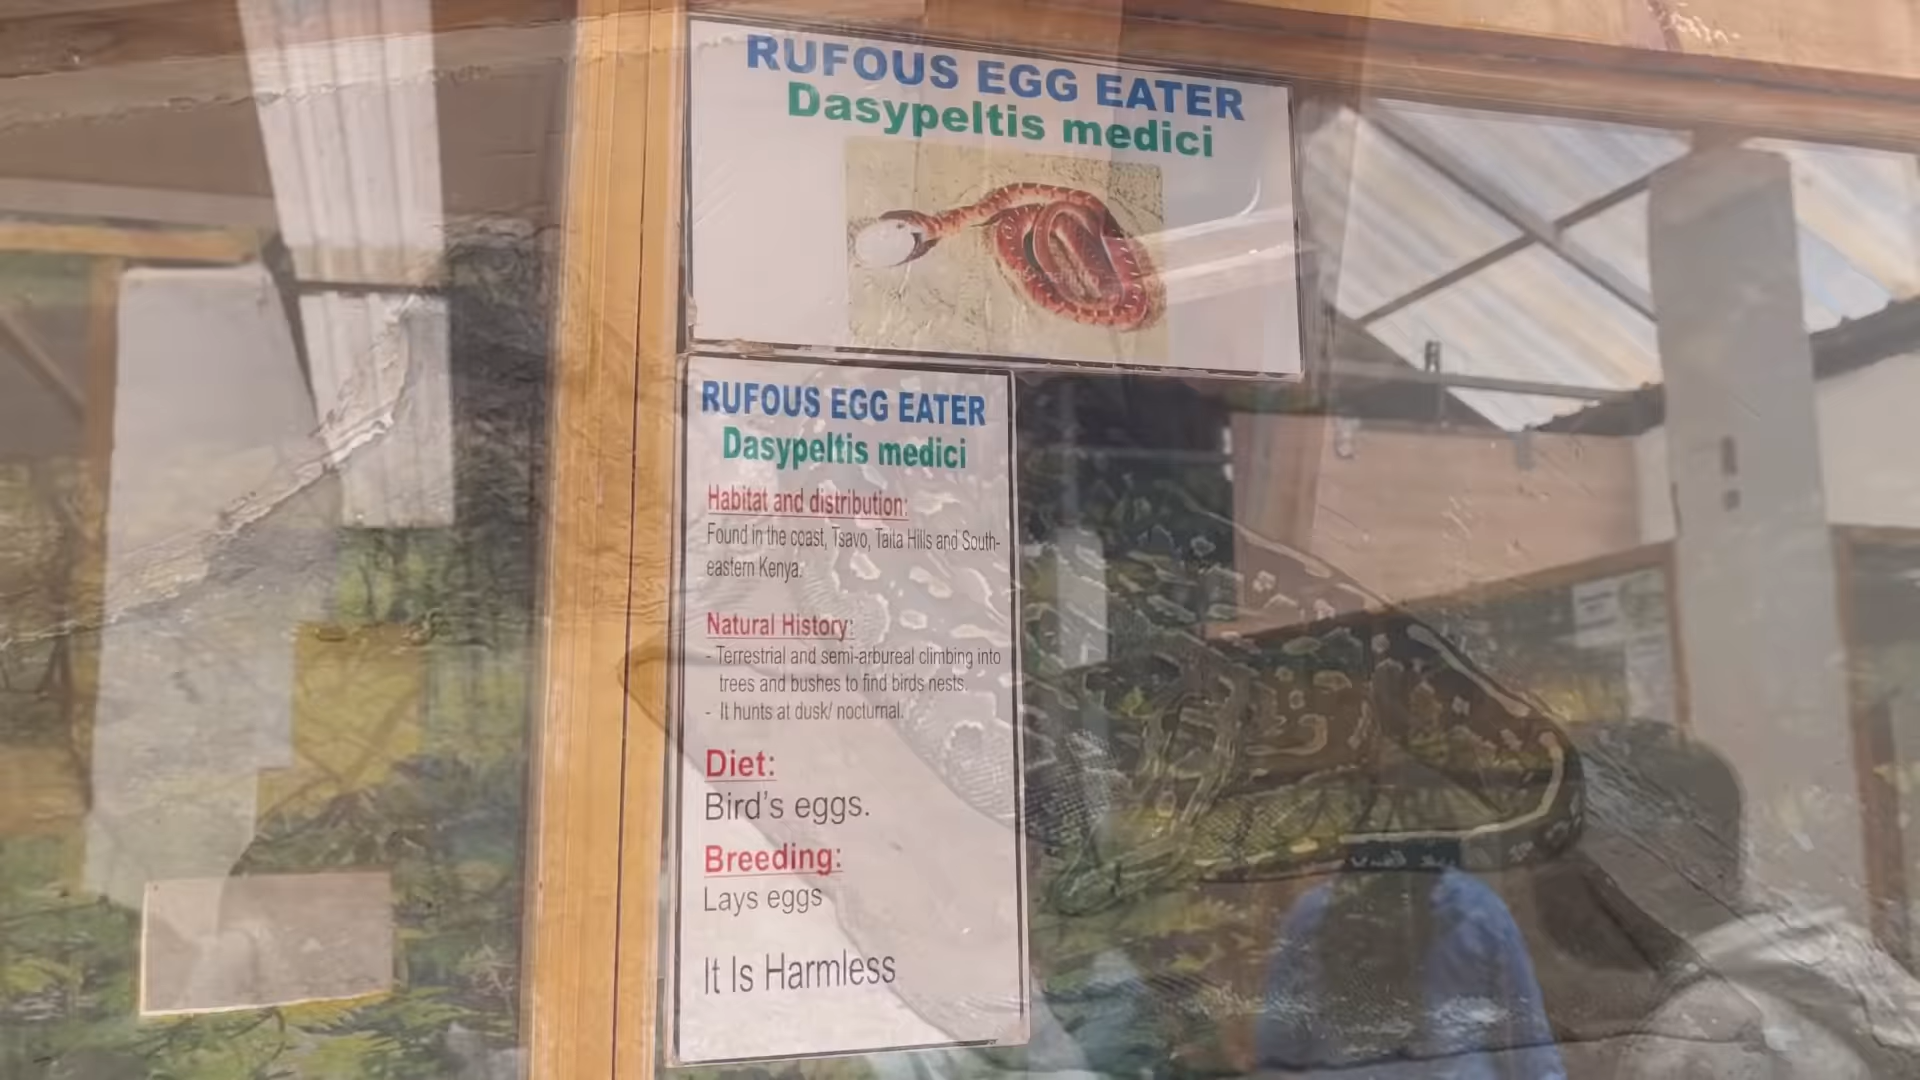 RUFOUS EGG EATER
Dasypeltis medici
RUFOUS EGG EATER
Dasypeltis medici
Habitat and distribution:
Found in the coast, Tsavo, Taita Hills and South-
eastern Kenya.
Natural History:
- Terrestrial and semi-arbureal climbing into
trees and bushes to find birds nests.
- It hunts at dusk/ nocturnal.
Diet:
Bird's eggs.
Breeding:
Lays eggs
It Is Harmless